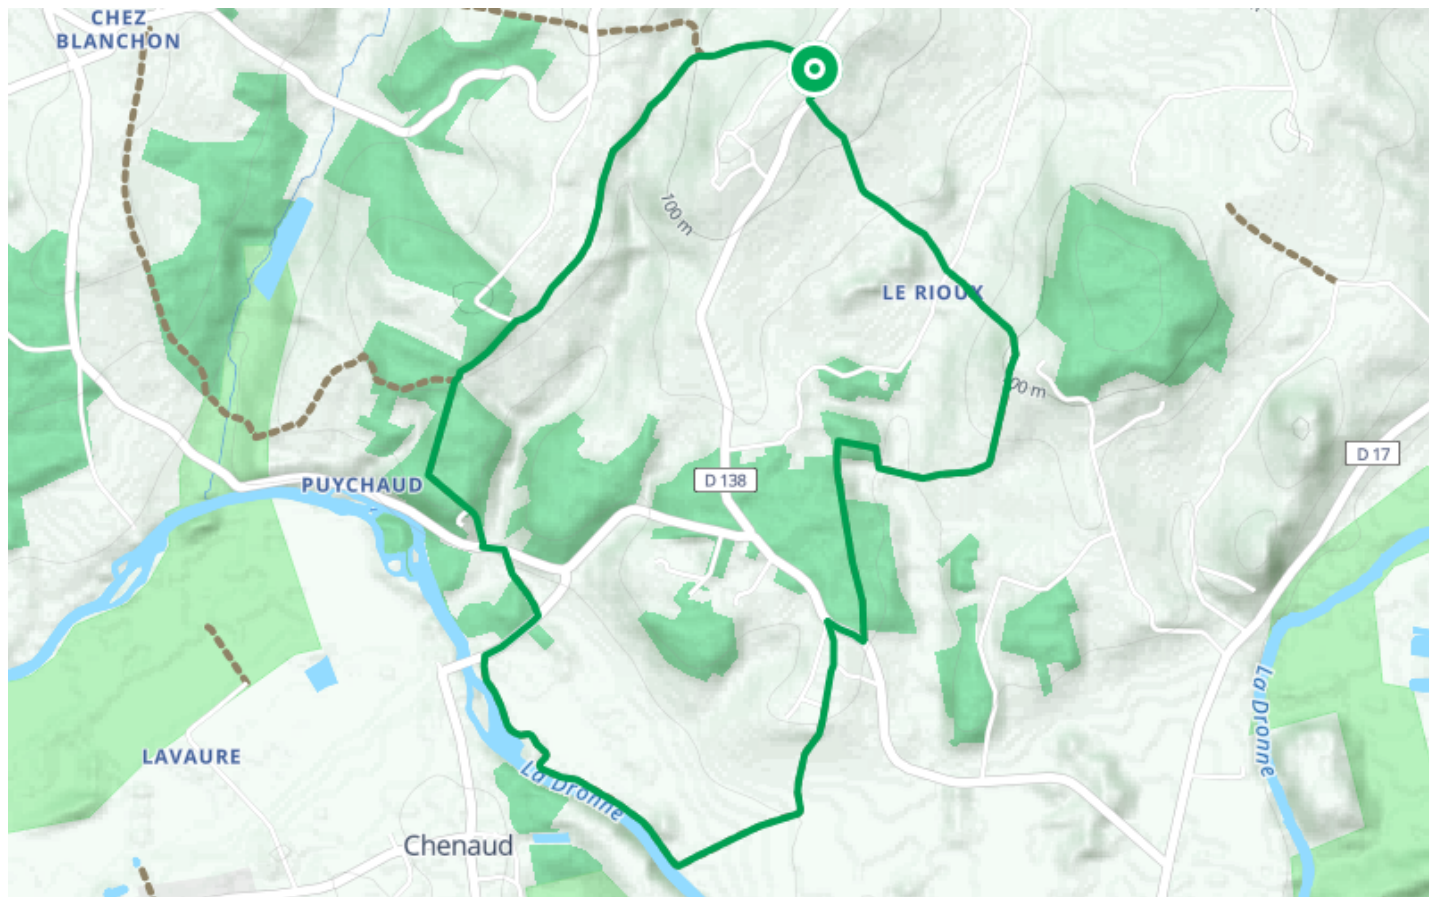 CHEZ
BLANCHON
100 m
LE RIOUX
00 m
D 17
D 138
PUYCHAUD
La Dronne
LAVAURE
La Dronne
Chenaud